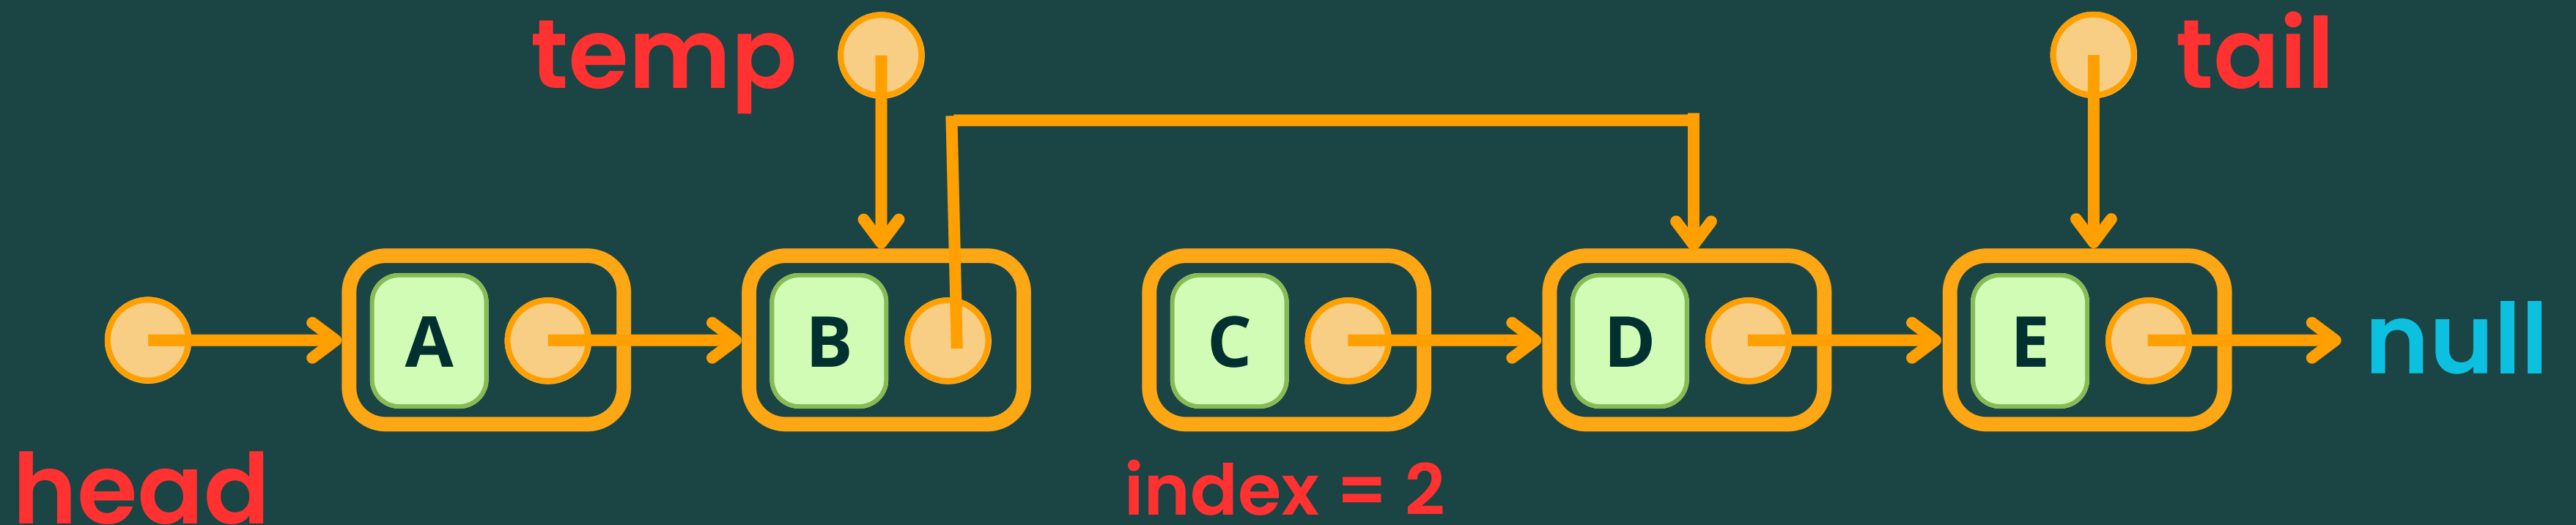 temp
tail
A
B
C
D
E
null
head
index = 2